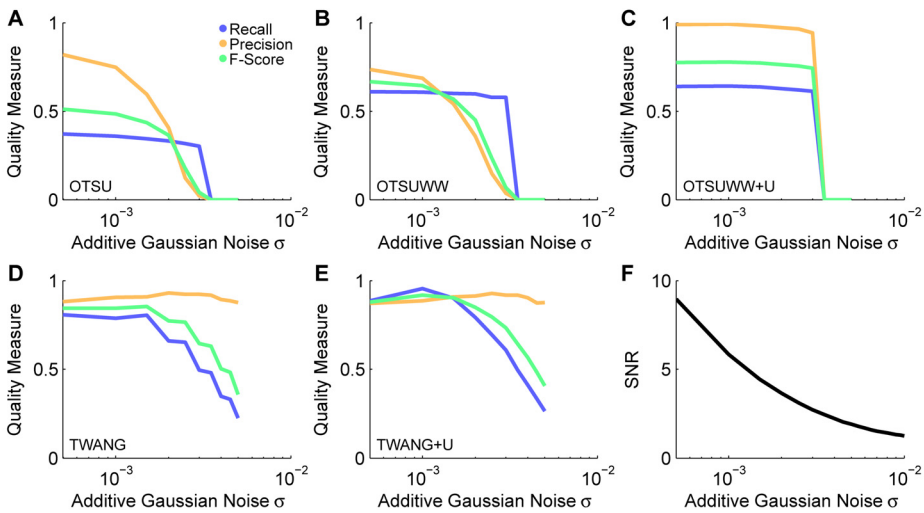 A
B
C
1
0.5
0
Quality Measure
Recall
Precision
F-Score
OTSU
10⁻³
10⁻²
Additive Gaussian Noise σ
1
0.5
0
Quality Measure
OTSUWW
10⁻³
10⁻²
Additive Gaussian Noise σ
1
0.5
0
Quality Measure
OTSUWW+U
10⁻³
10⁻²
Additive Gaussian Noise σ
D
E
F
1
0.5
0
Quality Measure
TWANG
10⁻³
10⁻²
Additive Gaussian Noise σ
1
0.5
0
Quality Measure
TWANG+U
10⁻³
10⁻²
Additive Gaussian Noise σ
10
5
0
SNR
10⁻³
10⁻²
Additive Gaussian Noise σ